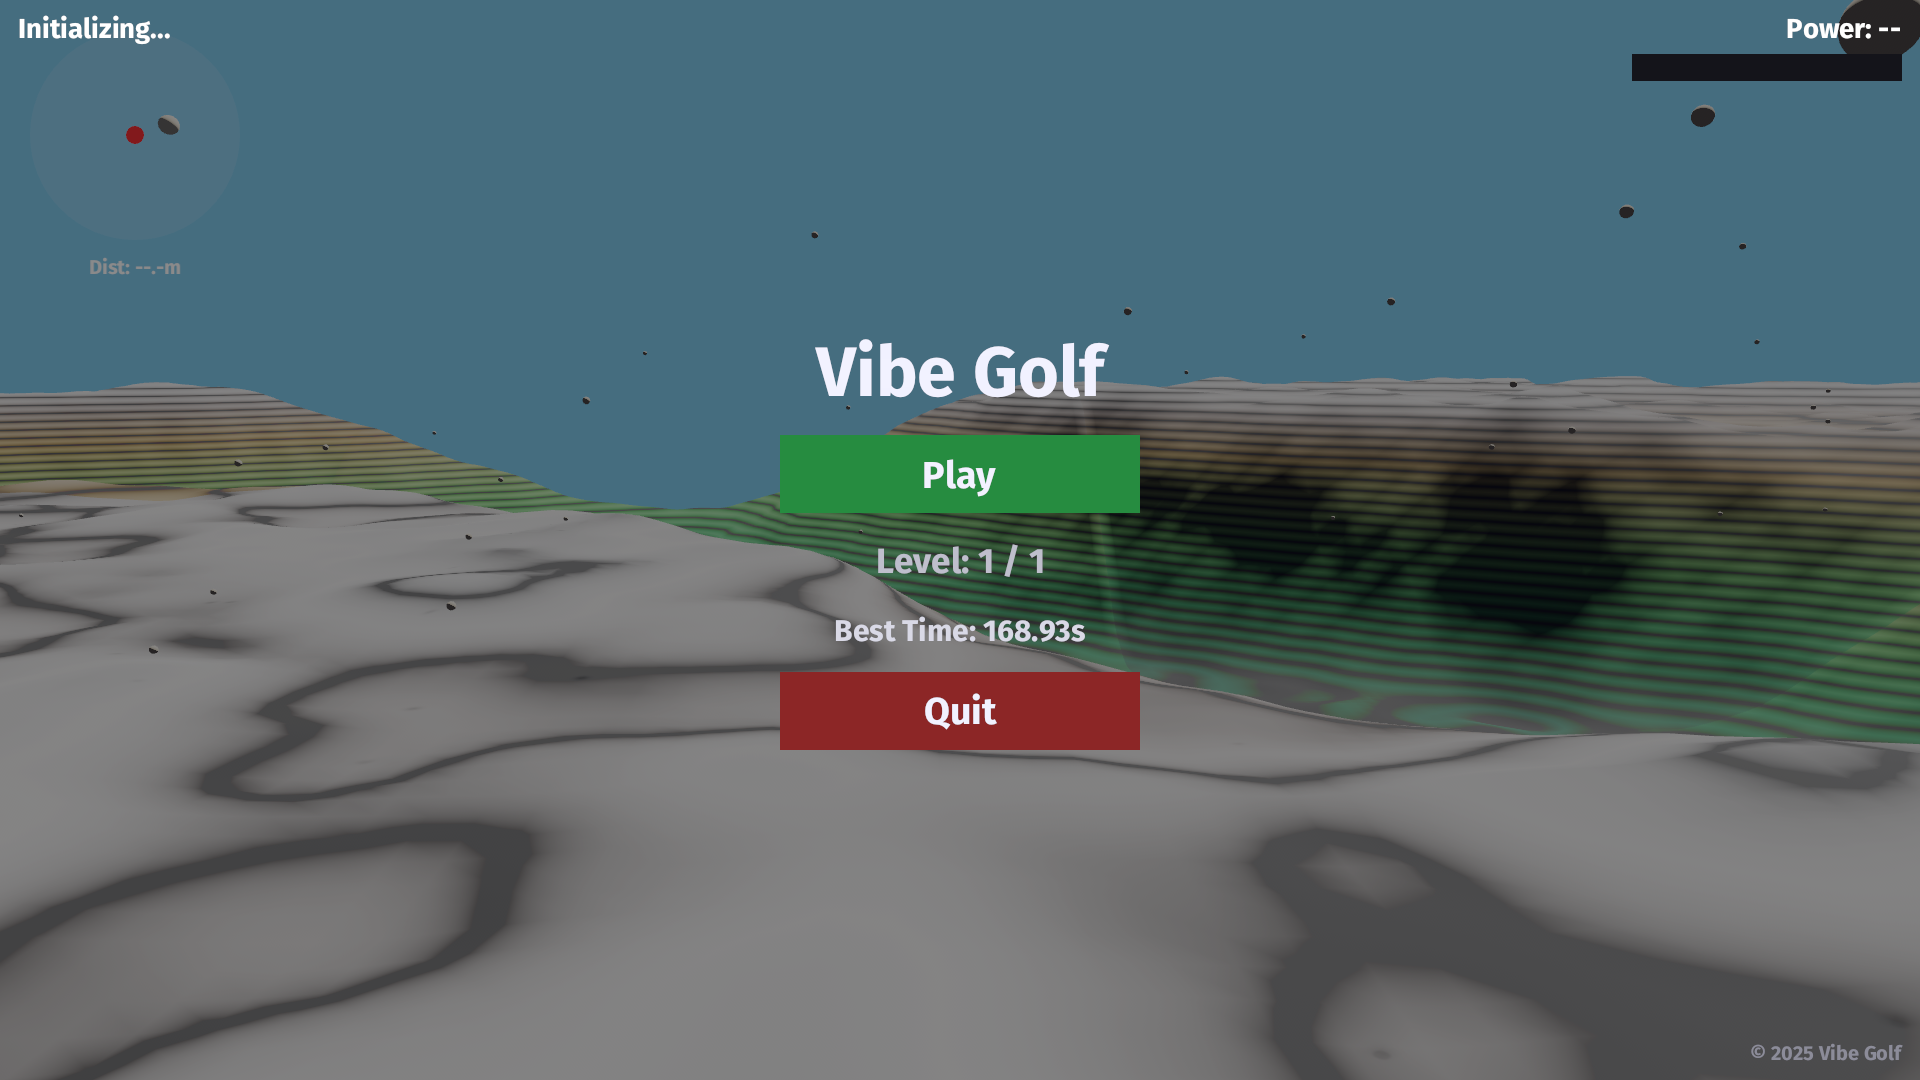 Initializing...
Power: --
Dist: --.-m
Vibe Golf
Play
Level: 1 / 1
Best Time: 168.93s
Quit
© 2025 Vibe Golf